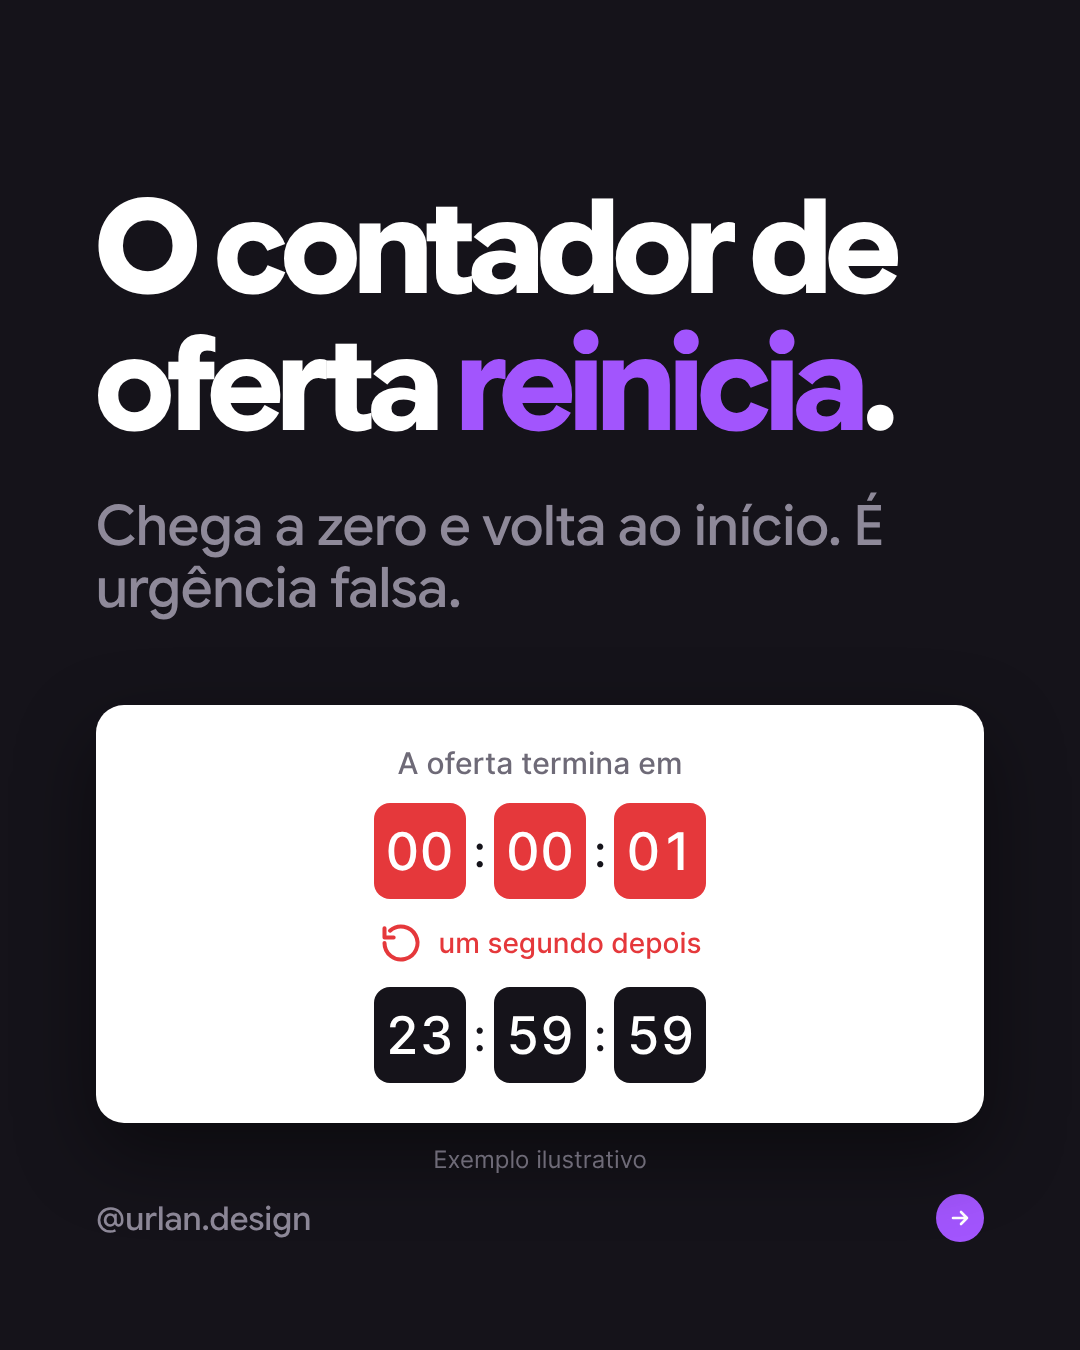 O contador de
oferta reinicia.
Chega a zero e volta ao início. É
urgência falsa.
A oferta termina em
00 : 00 : 01
um segundo depois
23 : 59 : 59
Exemplo ilustrativo
@urlan.design